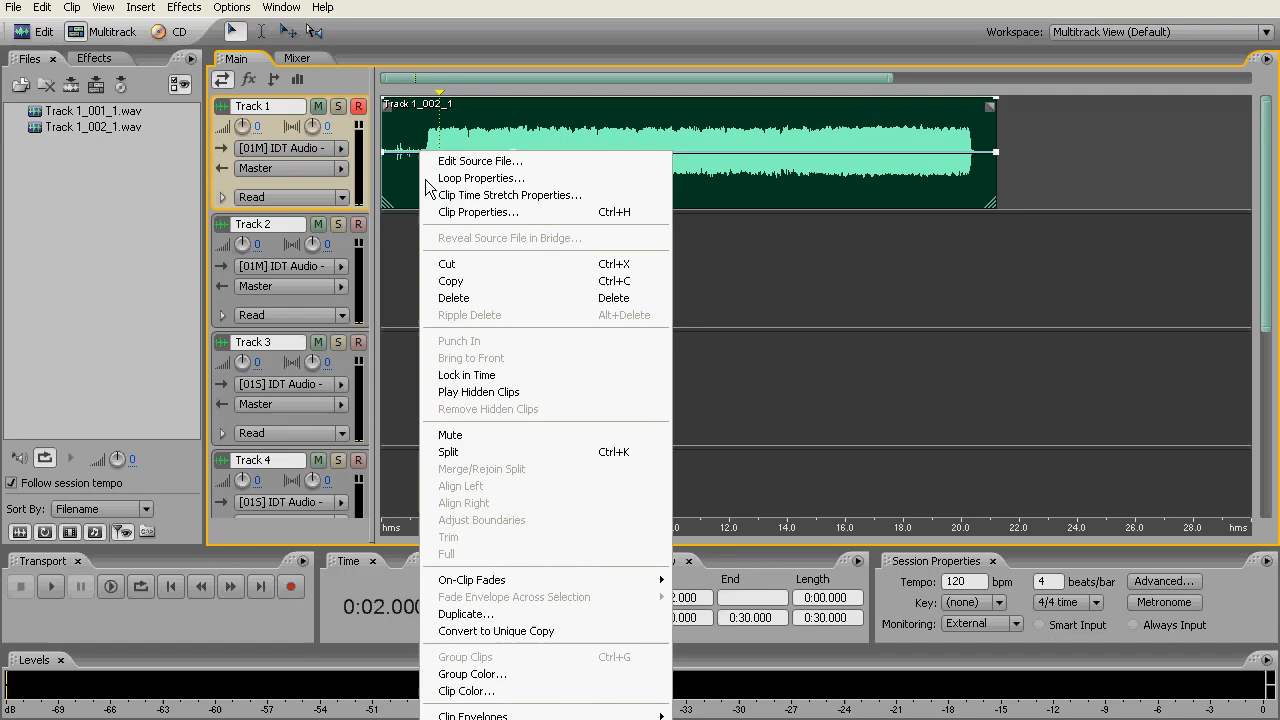 File Edit Clip View Insert Effects Options Window Help
Edit Multitrack CD Workspace: Multitrack View (Default)
Files Effects Main Mixer
Track 1_001_1.wav
Track 1_002_1.wav
Track 1 M S R Track 1_002_1
0 0
[01M] IDT Audio -
Master
Read
Track 2 M S R
0 0
[01M] IDT Audio -
Master
Read
Track 3 M S R
0 0
[01S] IDT Audio -
Master
Read
Track 4 M S R
0 0
[01S] IDT Audio -
Edit Source File...
Loop Properties...
Clip Time Stretch Properties...
Clip Properties... Ctrl+H
Reveal Source File in Bridge...
Cut Ctrl+X
Copy Ctrl+C
Delete Delete
Ripple Delete Alt+Delete
Punch In
Bring to Front
Lock in Time
Play Hidden Clips
Remove Hidden Clips
Mute
Split Ctrl+K
Merge/Rejoin Split
Align Left
Align Right
Adjust Boundaries
Trim
Full
On-Clip Fades
Fade Envelope Across Selection
Duplicate...
Convert to Unique Copy
Group Clips Ctrl+G
Group Color...
Clip Color...
Clip Envelopes
0
Follow session tempo
Sort By: Filename
hms 12.0 14.0 16.0 18.0 20.0 22.0 24.0 26.0 28.0 hms
Transport Time Session Properties
End Length
0:00.000
0:30.000 0:30.000
0:02.000
Tempo: 120 bpm 4 beats/bar Advanced...
Key: (none) 4/4 time Metronome
Monitoring: External Smart Input Always Input
Levels
dB -69 -66 -63 -60 -57 -54 -51 -27 -24 -21 -18 -15 -12 -9 -6 -3 0